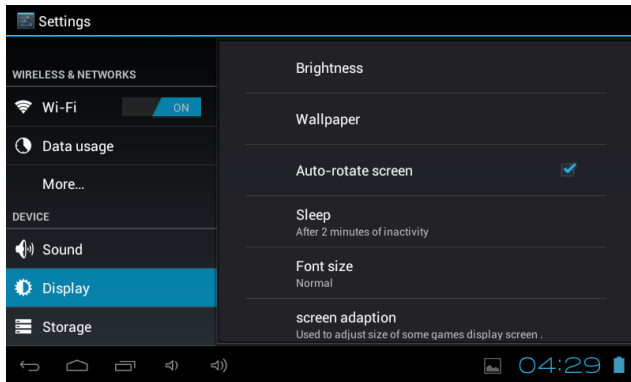 Settings
WIRELESS & NETWORKS
Wi-Fi ON
Data usage
More...
DEVICE
Sound
Display
Storage
Brightness
Wallpaper
Auto-rotate screen
Sleep
After 2 minutes of inactivity
Font size
Normal
screen adaption
Used to adjust size of some games display screen .
04:29